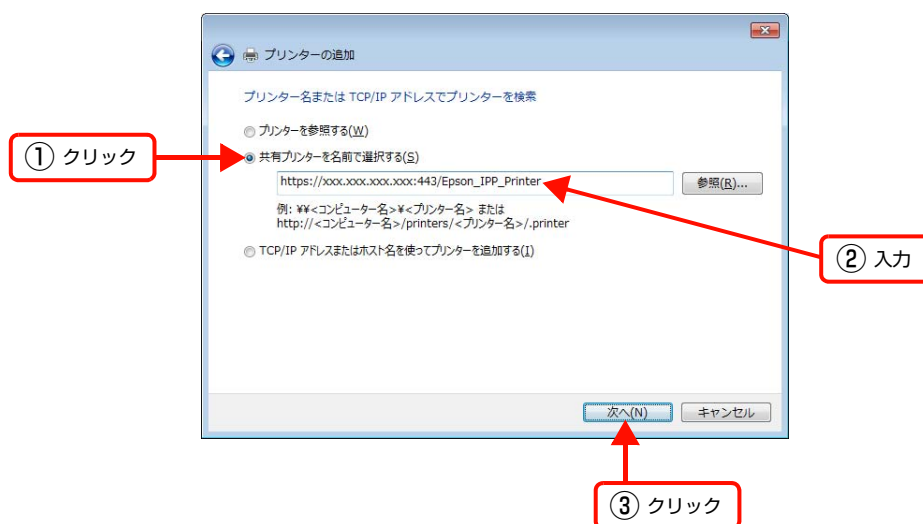 プリンターの追加
プリンター名または TCP/IP アドレスでプリンターを検索
プリンターを参照する(W)
① クリック
共有プリンターを名前で選択する(S)
https://xxx.xxx.xxx.xxx:443/Epson_IPP_Printer
参照(R)...
例: ¥¥<コンピューター名>¥<プリンター名> または
http://<コンピューター名>/printers/<プリンター名>/.printer
TCP/IP アドレスまたはホスト名を使ってプリンターを追加する(I)
② 入力
次へ(N)
キャンセル
③ クリック